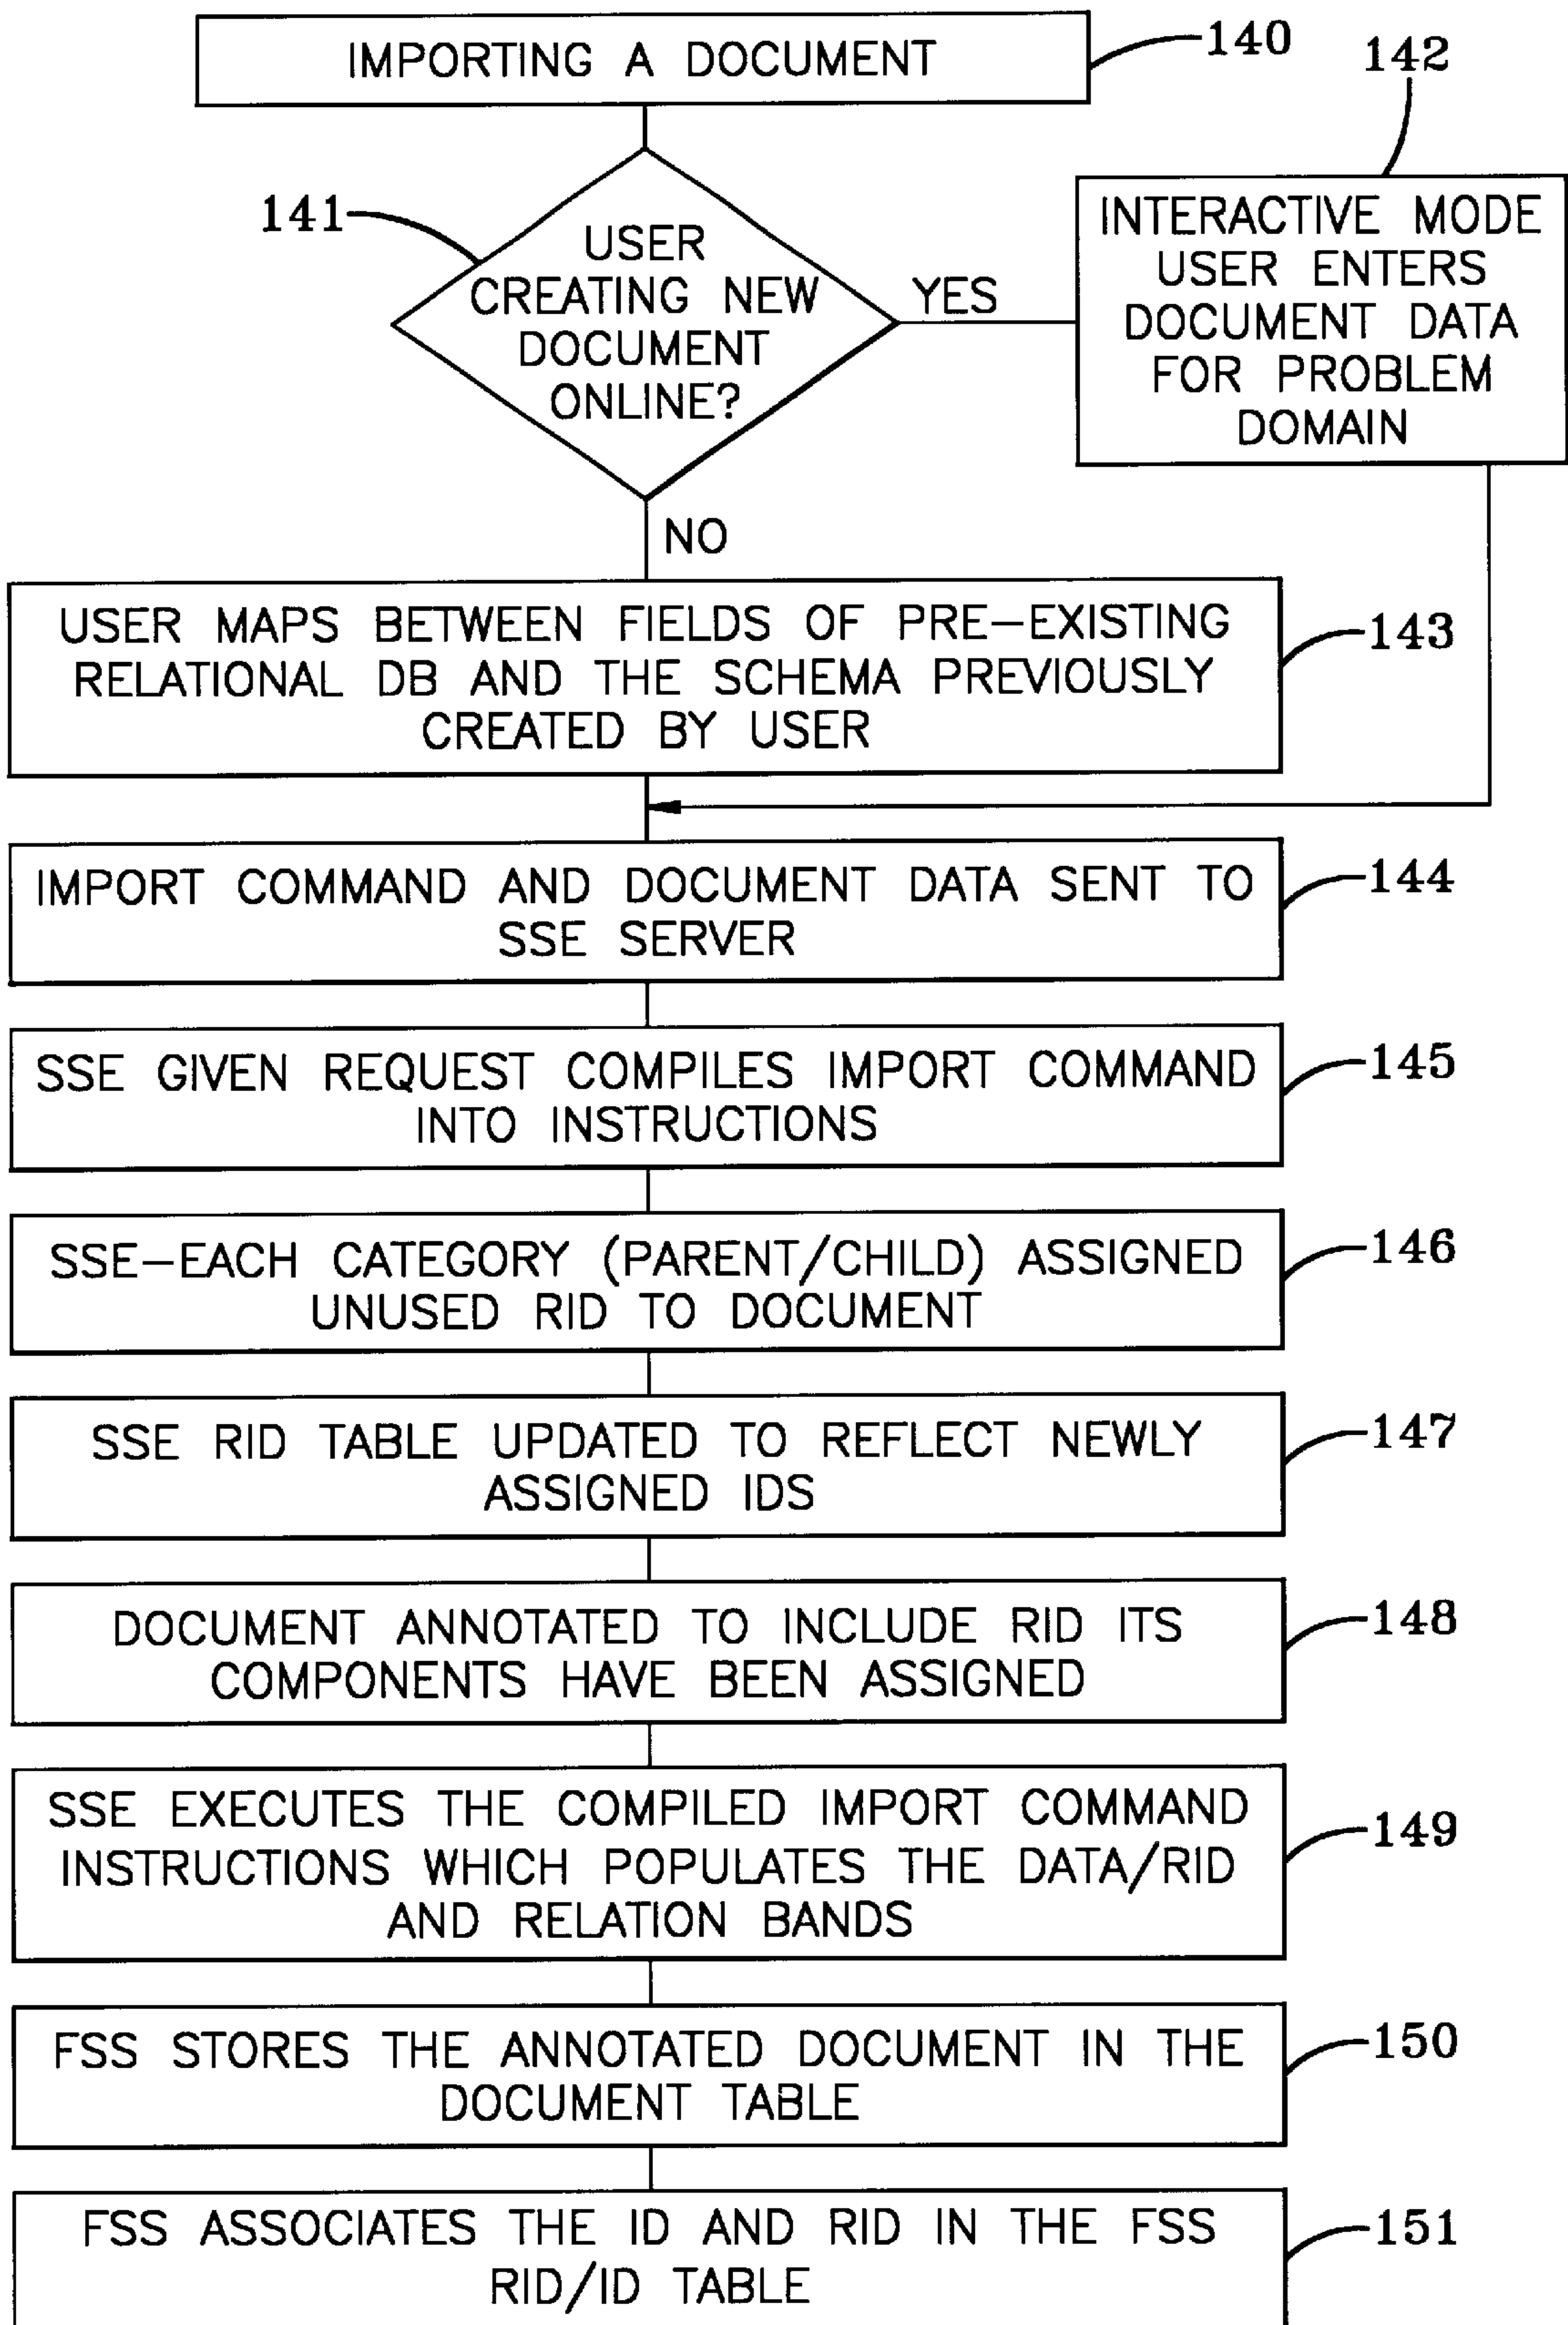 IMPORTING A DOCUMENT
140
142
141
USER
CREATING NEW
DOCUMENT
ONLINE?
YES
INTERACTIVE MODE
USER ENTERS
DOCUMENT DATA
FOR PROBLEM
DOMAIN
NO
USER MAPS BETWEEN FIELDS OF PRE-EXISTING
RELATIONAL DB AND THE SCHEMA PREVIOUSLY
CREATED BY USER
143
IMPORT COMMAND AND DOCUMENT DATA SENT TO
SSE SERVER
144
SSE GIVEN REQUEST COMPILES IMPORT COMMAND
INTO INSTRUCTIONS
145
SSE-EACH CATEGORY (PARENT/CHILD) ASSIGNED
UNUSED RID TO DOCUMENT
146
SSE RID TABLE UPDATED TO REFLECT NEWLY
ASSIGNED IDS
147
DOCUMENT ANNOTATED TO INCLUDE RID ITS
COMPONENTS HAVE BEEN ASSIGNED
148
SSE EXECUTES THE COMPILED IMPORT COMMAND
INSTRUCTIONS WHICH POPULATES THE DATA/RID
AND RELATION BANDS
149
FSS STORES THE ANNOTATED DOCUMENT IN THE
DOCUMENT TABLE
150
FSS ASSOCIATES THE ID AND RID IN THE FSS
RID/ID TABLE
151